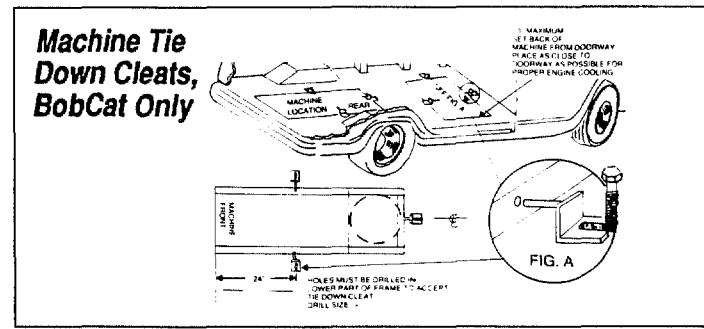 Machine Tie
Down Cleats,
BobCat Only
MAXIMUM
SET BACK OF
MACHINE FROM DOORWAY
PLACE AS CLOSE TO
DOORWAY AS POSSIBLE FOR
PROPER ENGINE COOLING
MACHINE
LOCATION
REAR
SEE FIG. A
MACHINE
FRONT
24"
HOLES MUST BE DRILLED IN
LOWER PART OF FRAME TO ACCEPT
TIE DOWN CLEAT
DRILL SIZE
FIG. A